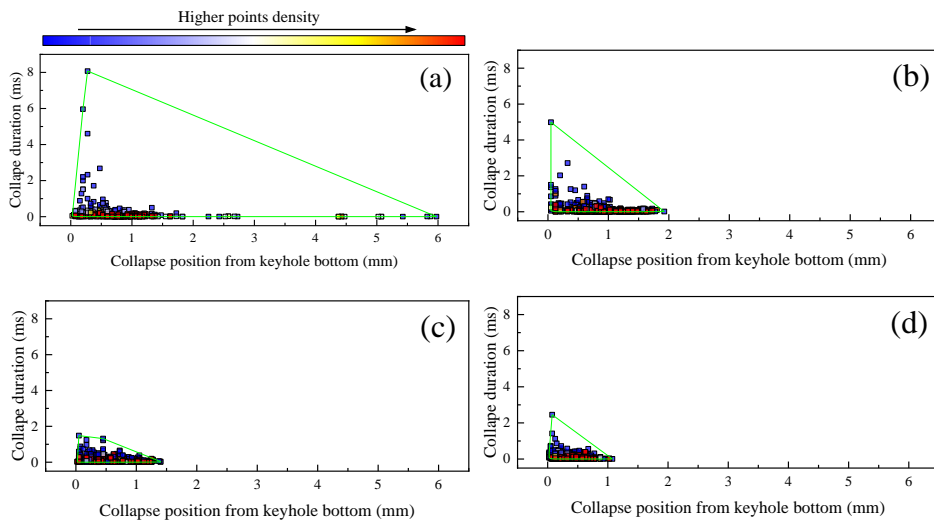 Higher points density
(a)
Collape duration (ms)
8
6
4
2
0
0 1 2 3 4 5 6
Collapse position from keyhole bottom (mm)
(b)
Collape duration (ms)
8
6
4
2
0
0 1 2 3 4 5 6
Collapse position from keyhole bottom (mm)
(c)
Collape duration (ms)
8
6
4
2
0
0 1 2 3 4 5 6
Collapse position from keyhole bottom (mm)
(d)
Collape duration (ms)
8
6
4
2
0
0 1 2 3 4 5 6
Collapse position from keyhole bottom (mm)